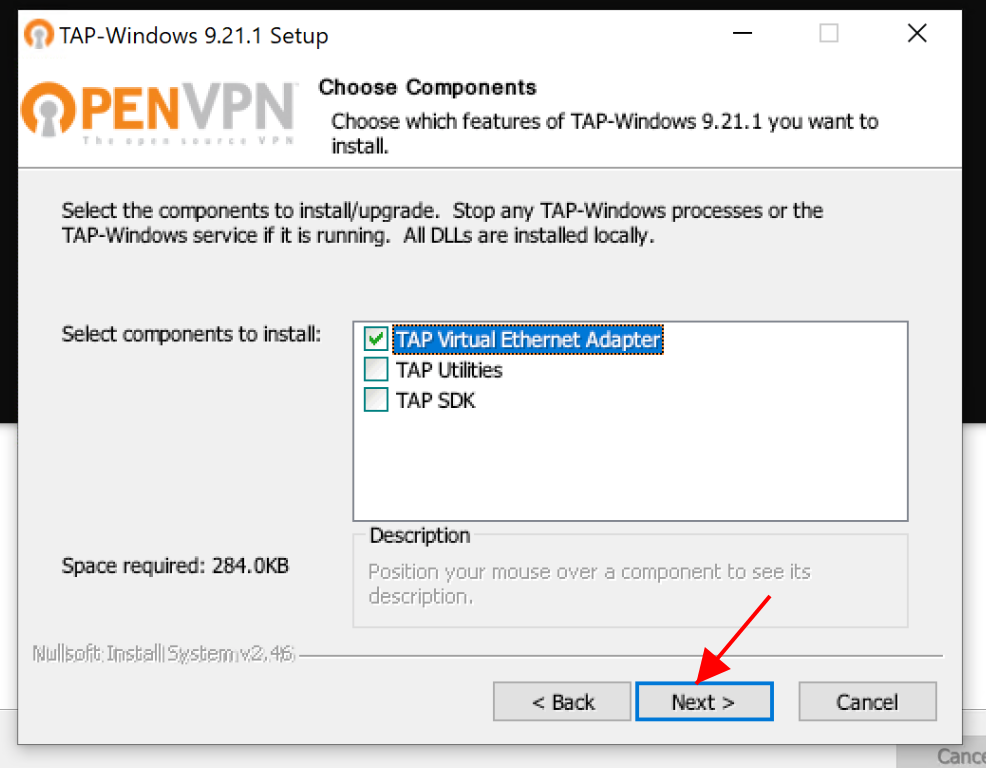 TAP-Windows 9.21.1 Setup
OPENVPN
The open source VPN
Choose Components
Choose which features of TAP-Windows 9.21.1 you want to
install.
Select the components to install/upgrade.  Stop any TAP-Windows processes or the
TAP-Windows service if it is running.  All DLLs are installed locally.
Select components to install:
TAP Virtual Ethernet Adapter
TAP Utilities
TAP SDK
Space required: 284.0KB
Description
Position your mouse over a component to see its
description.
Nullsoft Install System v2.46
< Back
Next >
Cancel
Cance